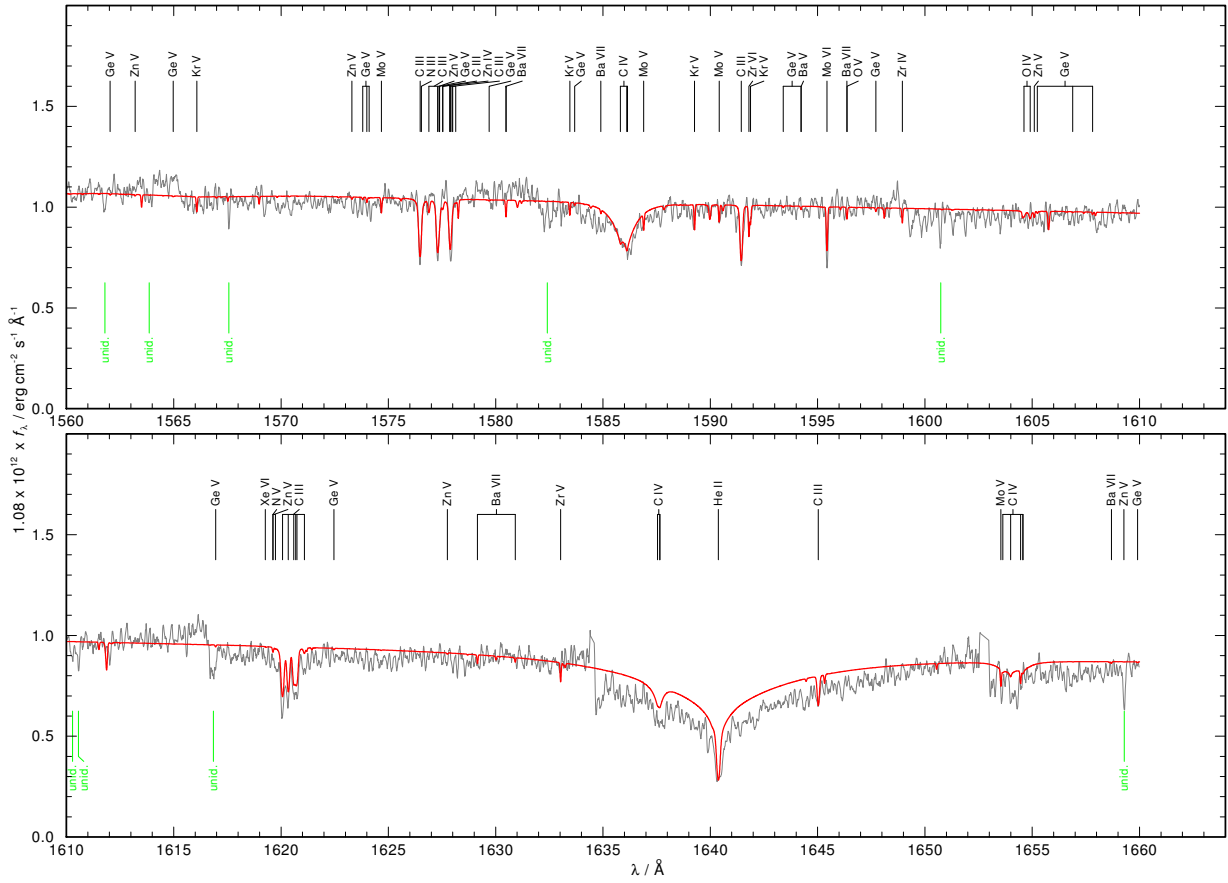 1.08 x 10¹² x fλ / erg cm⁻² s⁻¹ Å⁻¹
Ge V
Zn V
Ge V
Kr V
Zn V
Ge V
Mo V
C III
N III
C III
Zn V
Ge V
C III
Zn IV
C III
Ge V
Ba VII
Kr V
Ge V
Ba VII
C IV
Mo V
Kr V
Mo V
C III
Zr VI
Kr V
Ge V
Ba V
Mo VI
Ba VII
O V
Ge V
Zr IV
O IV
Zn V
Ge V
1.5
1.0
0.5
0.0
unid.
unid.
unid.
unid.
unid.
1560 1565 1570 1575 1580 1585 1590 1595 1600 1605 1610
Ge V
Xe VI
N V
Zn V
C III
Ge V
Zn V
Ba VII
Zr V
C IV
He II
C III
Mo V
C IV
Ba VII
Zn V
Ge V
1.5
1.0
0.5
0.0
unid.
unid.
unid.
unid.
1610 1615 1620 1625 1630 1635 1640 1645 1650 1655 1660
λ / Å